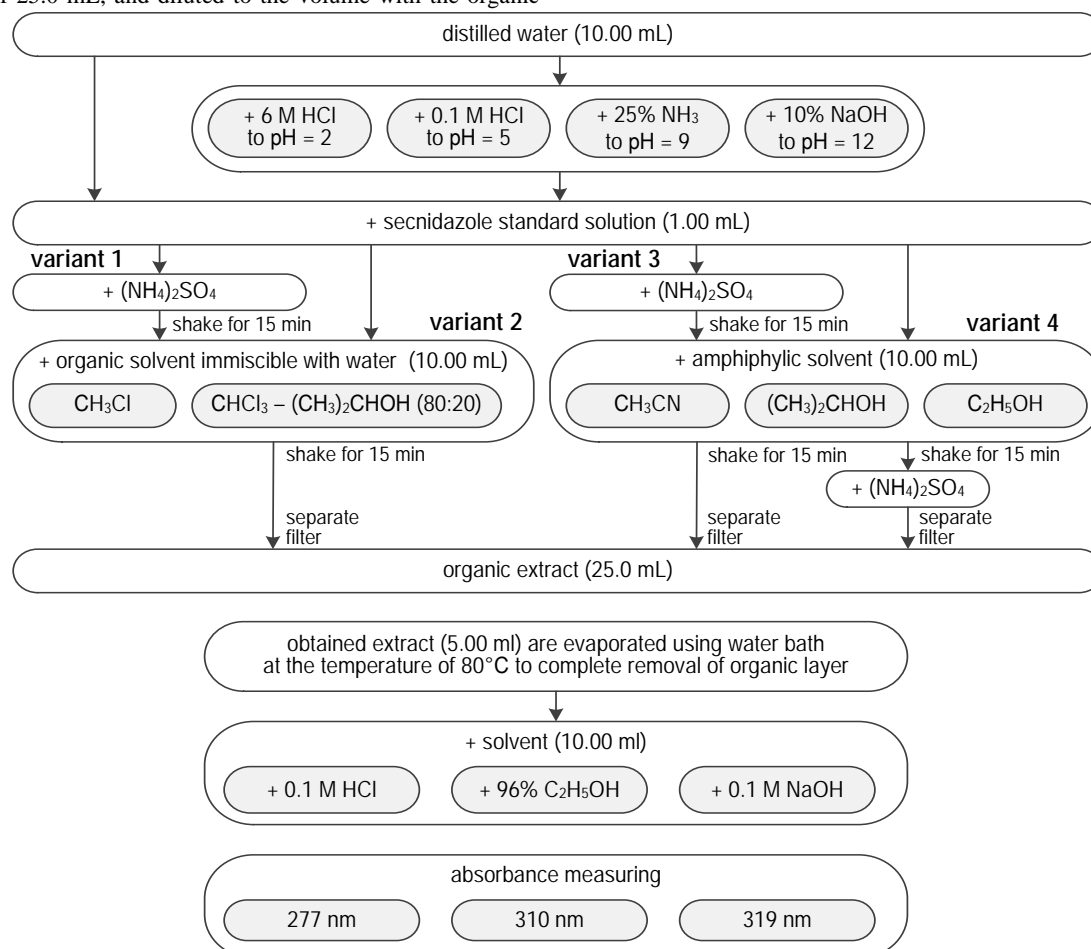 25.0 mL, and diluted to the volume with the organic
distilled water (10.00 mL)
+ 6 M HCl
to pH = 2
+ 0.1 M HCl
to pH = 5
+ 25% NH₃
to pH = 9
+ 10% NaOH
to pH = 12
+ secnidazole standard solution (1.00 mL)
variant 1
+ (NH₄)₂SO₄
shake for 15 min
variant 2
+ organic solvent immiscible with water (10.00 mL)
CH₃Cl
CHCl₃ – (CH₃)₂CHOH (80:20)
shake for 15 min
separate
filter
variant 3
+ (NH₄)₂SO₄
shake for 15 min
variant 4
+ amphiphylic solvent (10.00 mL)
CH₃CN
(CH₃)₂CHOH
C₂H₅OH
shake for 15 min
shake for 15 min
+ (NH₄)₂SO₄
separate
filter
separate
filter
organic extract (25.0 mL)
obtained extract (5.00 ml) are evaporated using water bath
at the temperature of 80°C to complete removal of organic layer
+ solvent (10.00 ml)
+ 0.1 M HCl
+ 96% C₂H₅OH
+ 0.1 M NaOH
absorbance measuring
277 nm
310 nm
319 nm